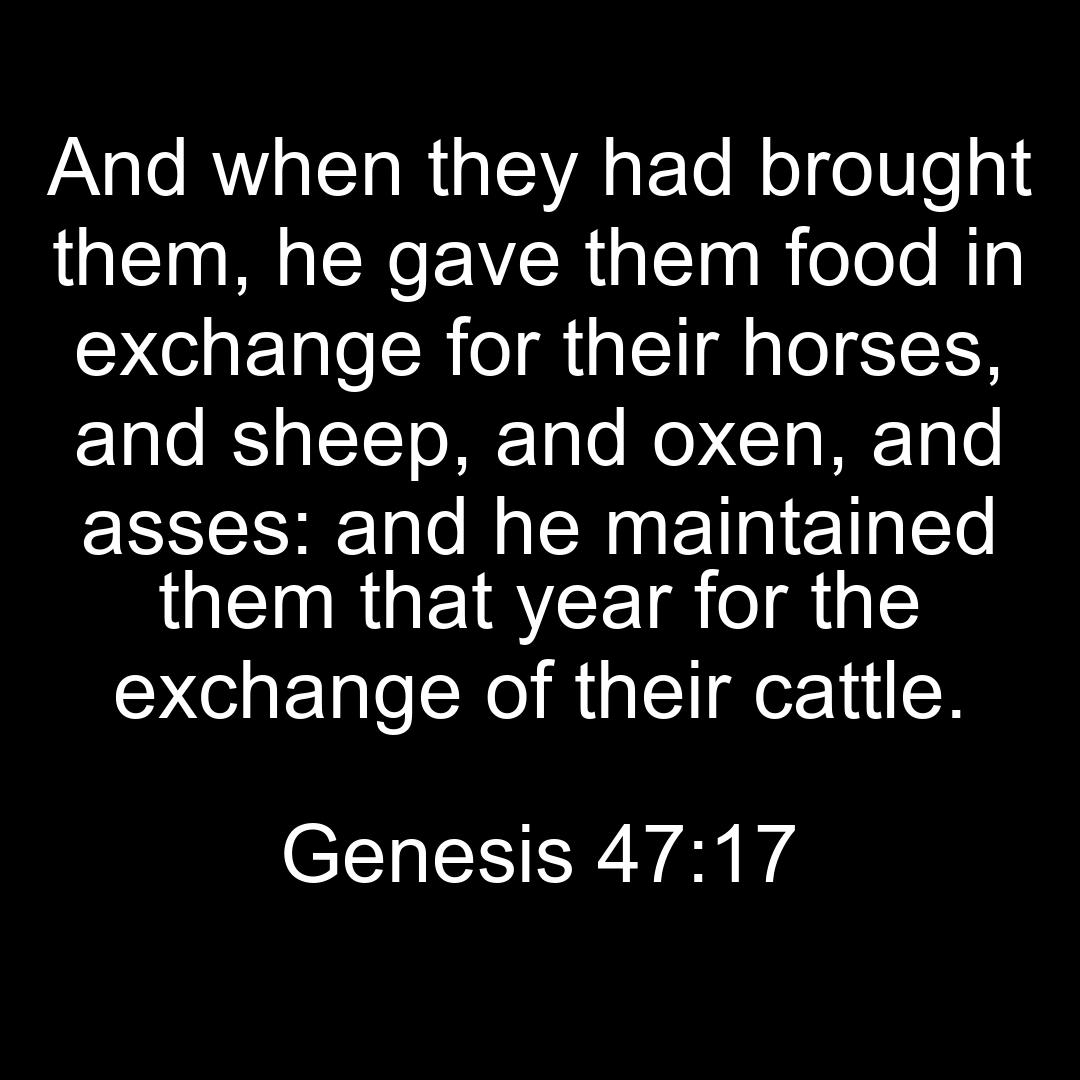 And when they had brought
them, he gave them food in
exchange for their horses,
and sheep, and oxen, and
asses: and he maintained
them that year for the
exchange of their cattle.
Genesis 47:17